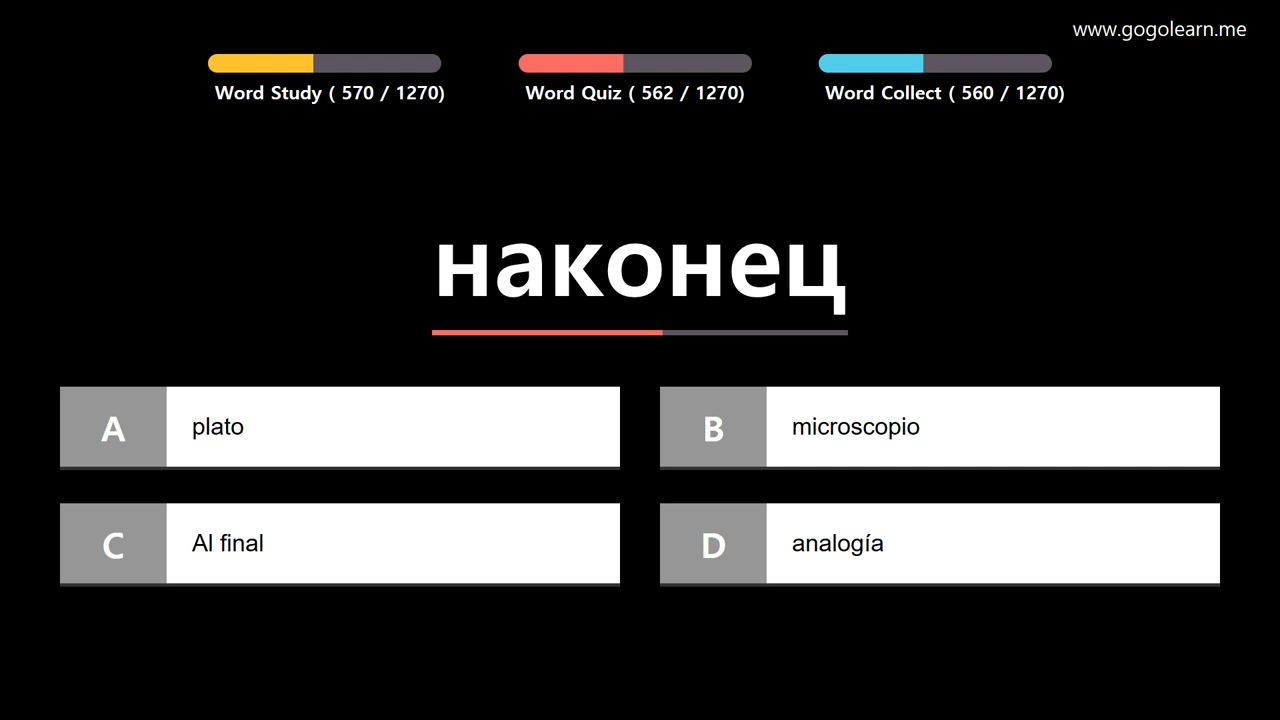 www.gogolearn.me
Word Study ( 570 / 1270)
Word Quiz ( 562 / 1270)
Word Collect ( 560 / 1270)
наконец
A plato
B microscopio
C Al final
D analogía